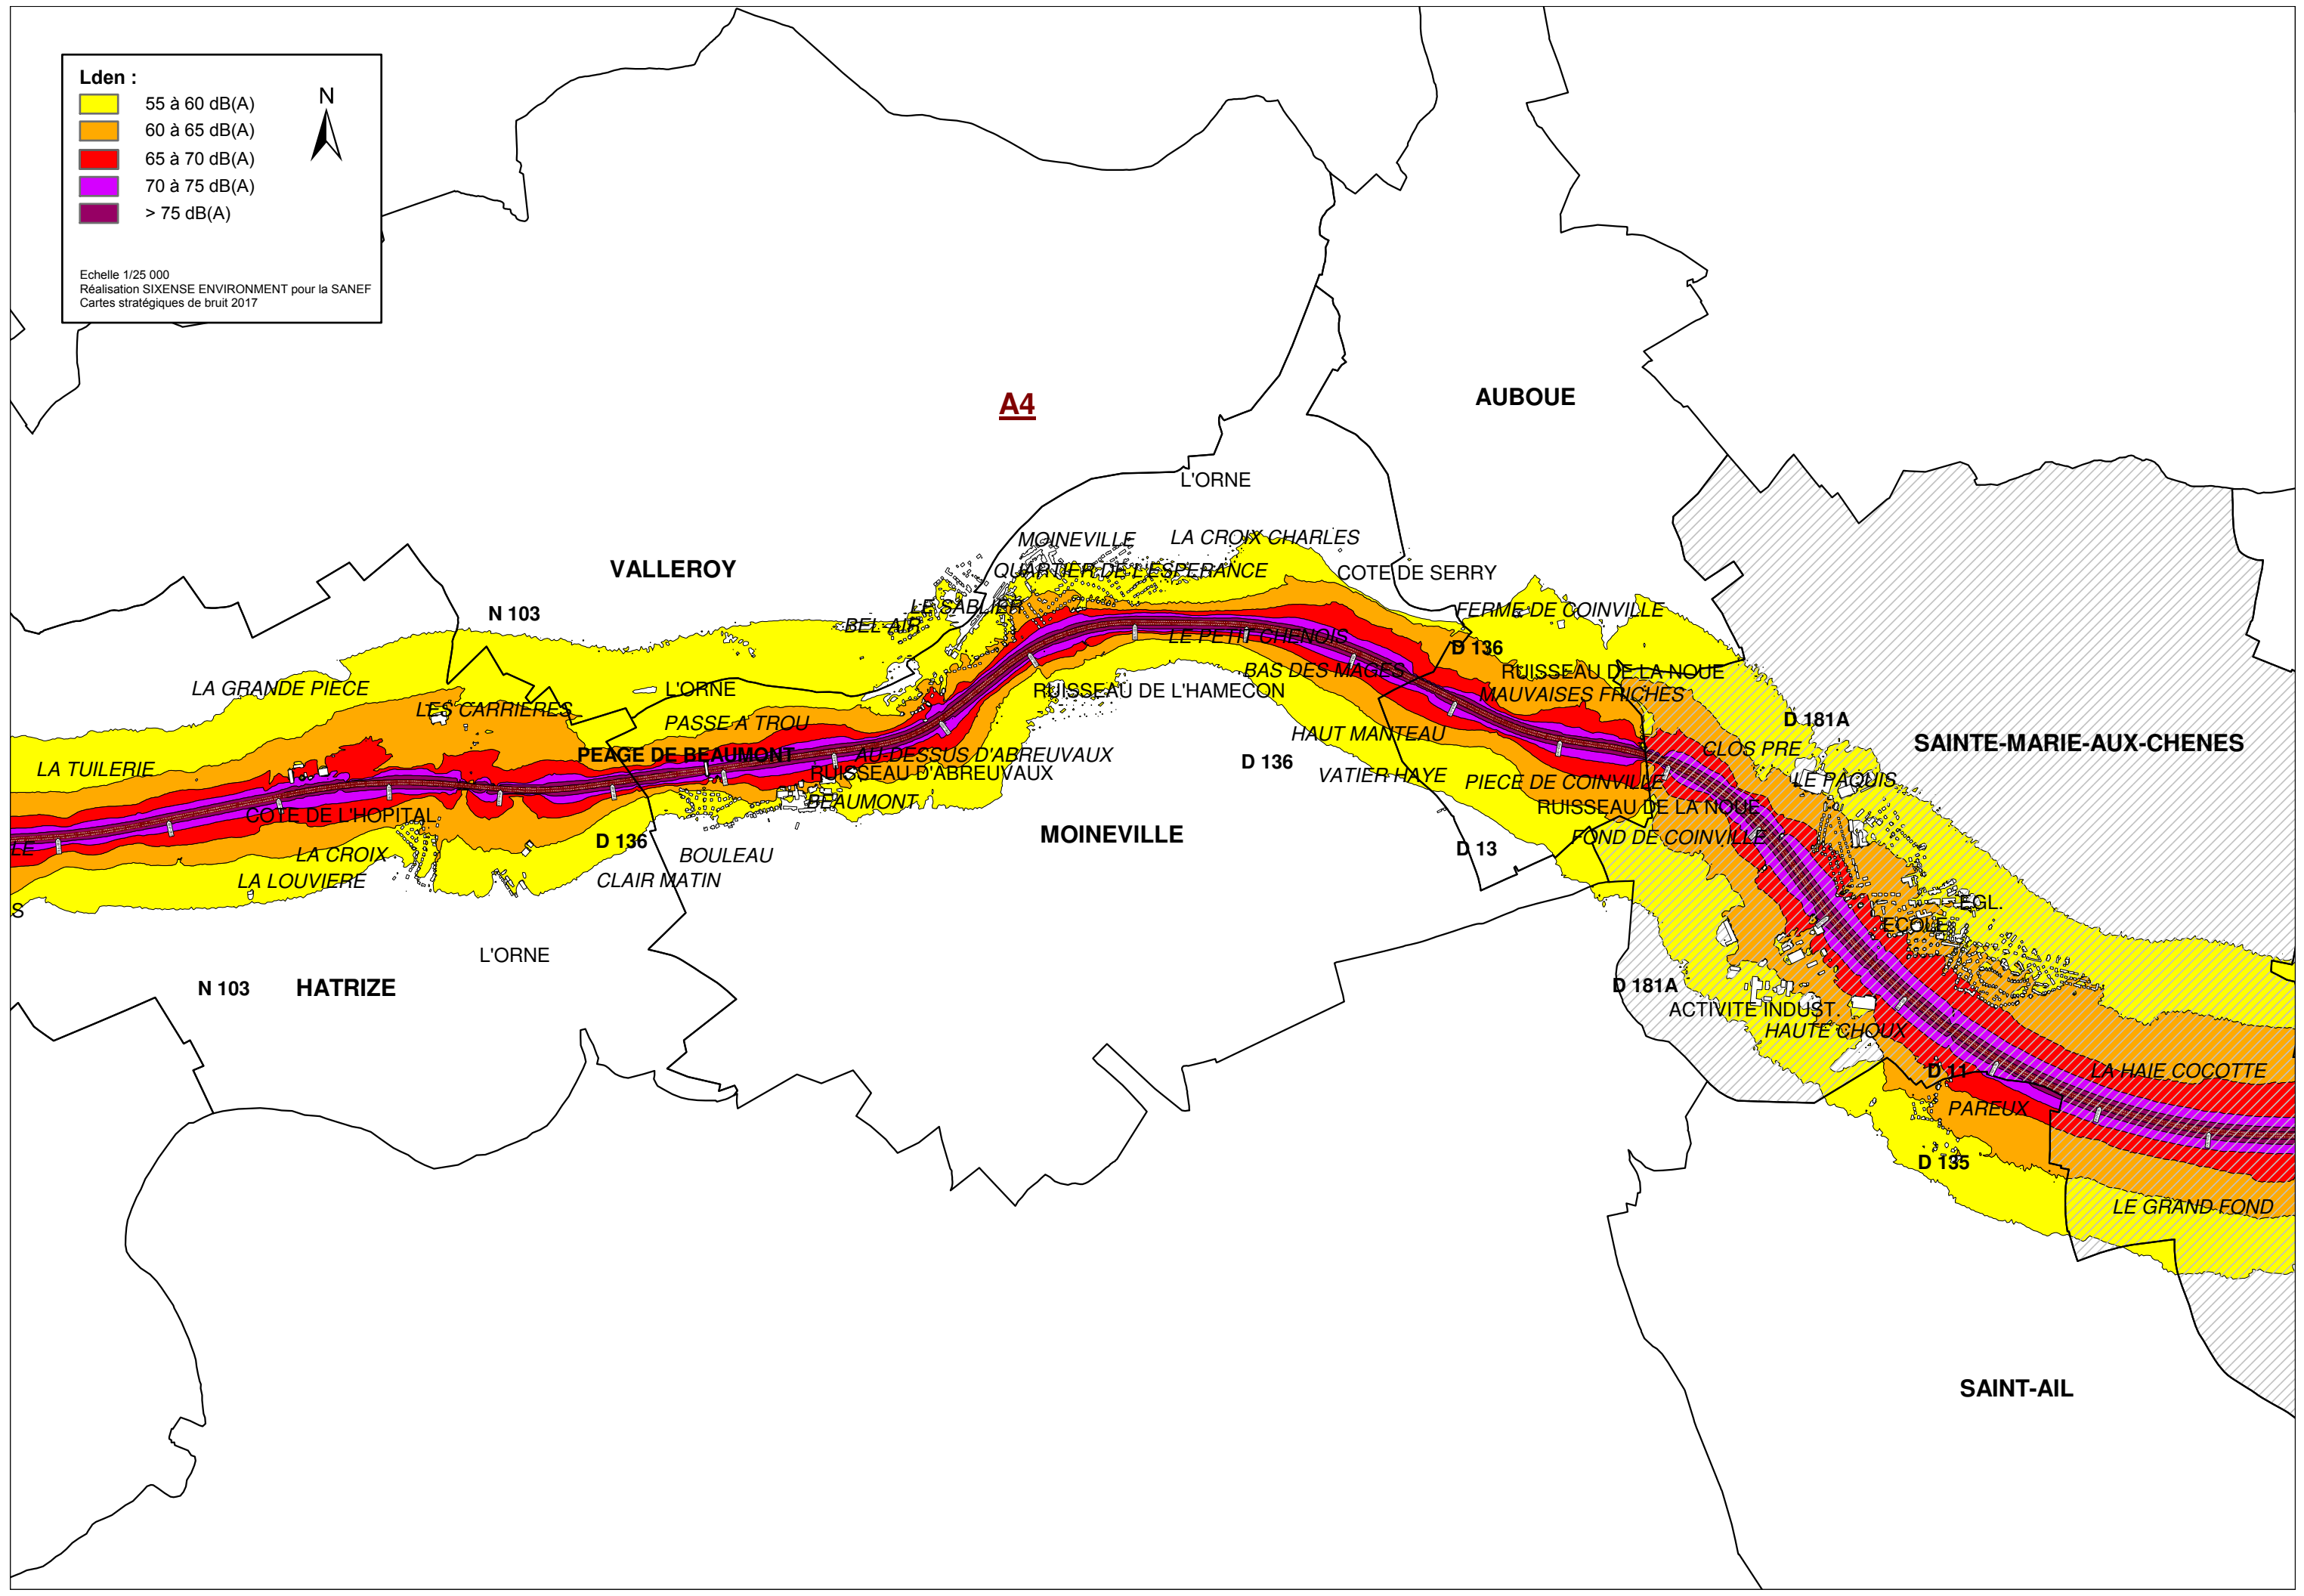 Lden :
N
55 à 60 dB(A)
60 à 65 dB(A)
65 à 70 dB(A)
70 à 75 dB(A)
> 75 dB(A)
Echelle 1/25 000
Réalisation SIXENSE ENVIRONMENT pour la SANEF
Cartes stratégiques de bruit 2017
A4
AUBOUE
L'ORNE
MOINEVILLE
LA CROIX CHARLES
VALLEROY
QUARTIER DE L'ESPERANCE
COTE DE SERRY
N 103
LE SABLIER
FERME DE COINVILLE
BEL-AIR
LE PETIT CHENOIS
D 136
BAS DES MAGES
RUISSEAU DE LA NOUE
LA GRANDE PIECE
L'ORNE
RUISSEAU DE L'HAMECON
MAUVAISES FRICHES
LES CARRIERES
PASSE A TROU
D 181A
HAUT MANTEAU
SAINTE-MARIE-AUX-CHENES
CLOS PRE
PEAGE DE BEAUMONT
AU-DESSUS D'ABREUVAUX
D 136
LA TUILERIE
RUISSEAU D'ABREUVAUX
VATIER HAYE
PIECE DE COINVILLE
LE PAQUIS
BEAUMONT
RUISSEAU DE LA NOUE
COTE DE L'HOPITAL
MOINEVILLE
FOND DE COINVILLE
D 136
LE
LA CROIX
BOULEAU
D 13
LA LOUVIERE
CLAIR MATIN
EGL.
S
ECOLE
L'ORNE
N 103
HATRIZE
D 181A
ACTIVITE INDUST.
HAUTE CHOUX
D 11
LA HAIE COCOTTE
PAREUX
D 135
LE GRAND FOND
SAINT-AIL